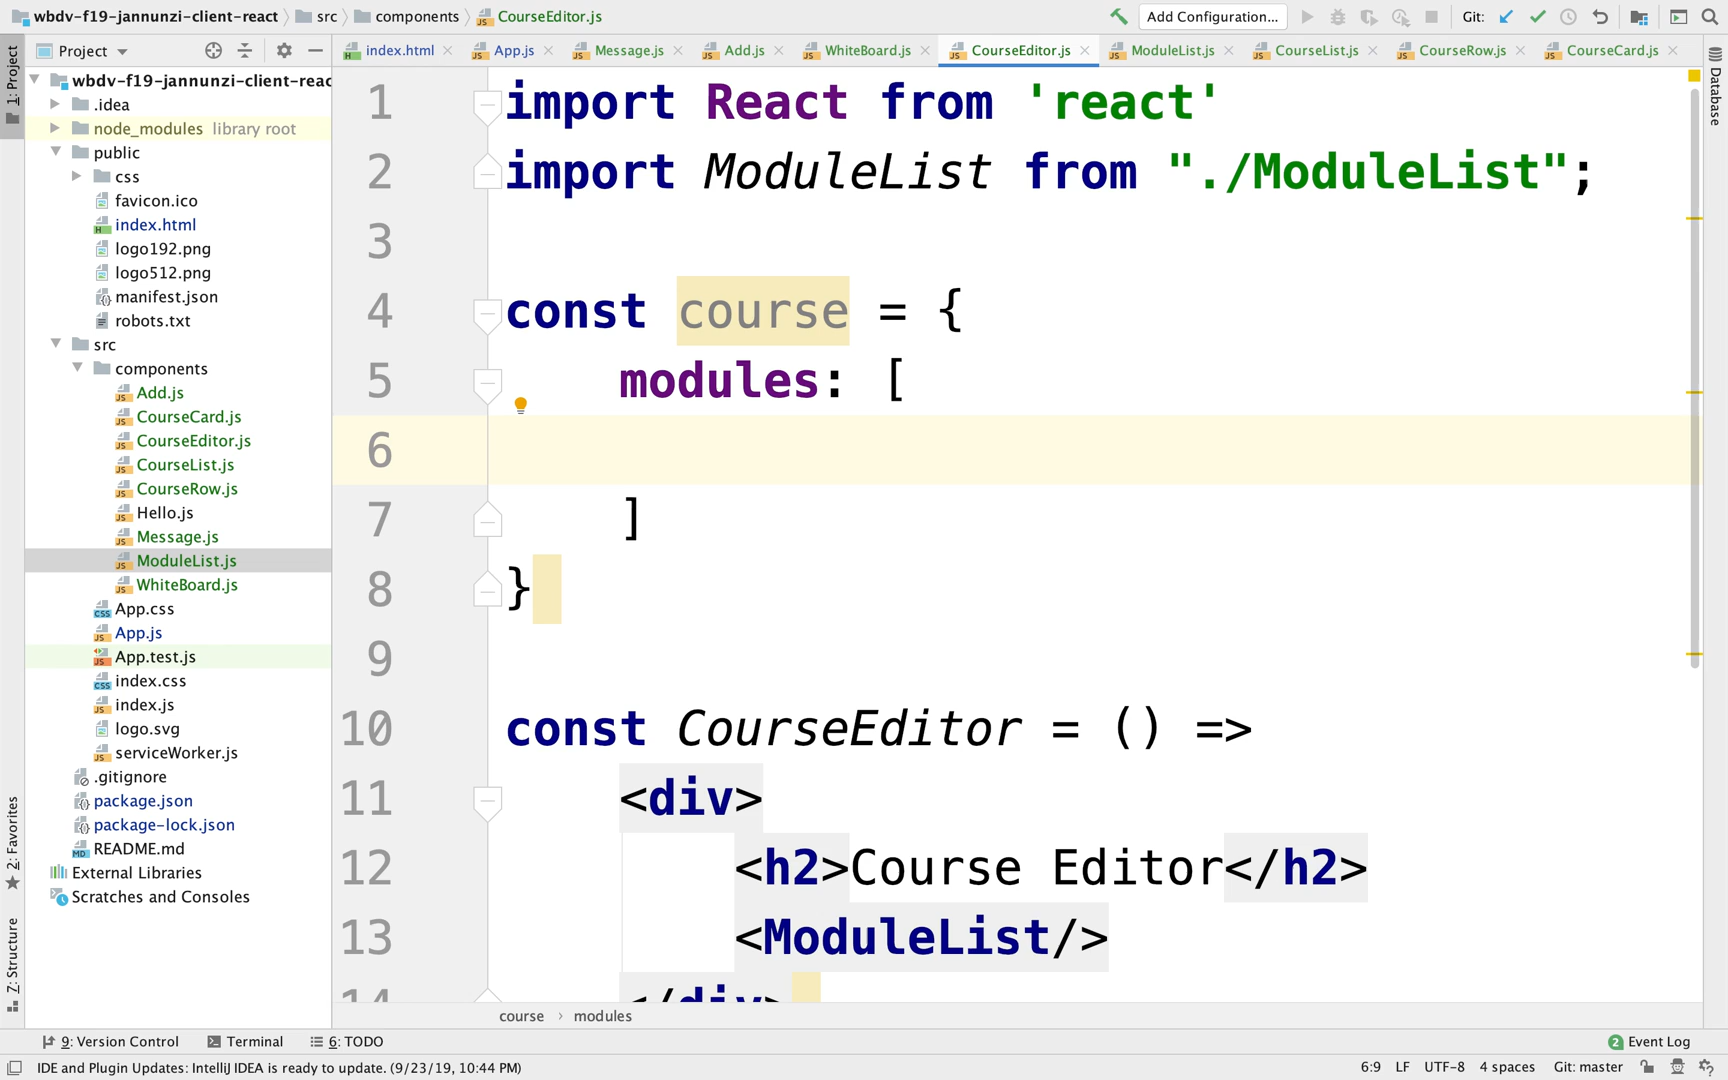 wbdv-f19-jannunzi-client-react
src
components
CourseEditor.js
Add Configuration...
Git:
Project
index.html
App.js
Message.js
Add.js
WhiteBoard.js
CourseEditor.js
ModuleList.js
CourseList.js
CourseRow.js
CourseCard.js
1: Project
2: Favorites
7: Structure
Database
wbdv-f19-jannunzi-client-reac
.idea
node_modules library root
public
css
favicon.ico
index.html
logo192.png
logo512.png
manifest.json
robots.txt
src
components
Add.js
CourseCard.js
CourseEditor.js
CourseList.js
CourseRow.js
Hello.js
Message.js
ModuleList.js
WhiteBoard.js
App.css
App.js
App.test.js
index.css
index.js
logo.svg
serviceWorker.js
.gitignore
package.json
package-lock.json
README.md
External Libraries
Scratches and Consoles
1 import React from 'react'
2 import ModuleList from "./ModuleList";
3
4 const course = {
5 modules: [
6
7 ]
8 }
9
10 const CourseEditor = () =>
11 <div>
12 <h2>Course Editor</h2>
13 <ModuleList/>
14 </div>
course › modules
9: Version Control
Terminal
6: TODO
2 Event Log
IDE and Plugin Updates: IntelliJ IDEA is ready to update. (9/23/19, 10:44 PM)
6:9 LF UTF-8 4 spaces Git: master